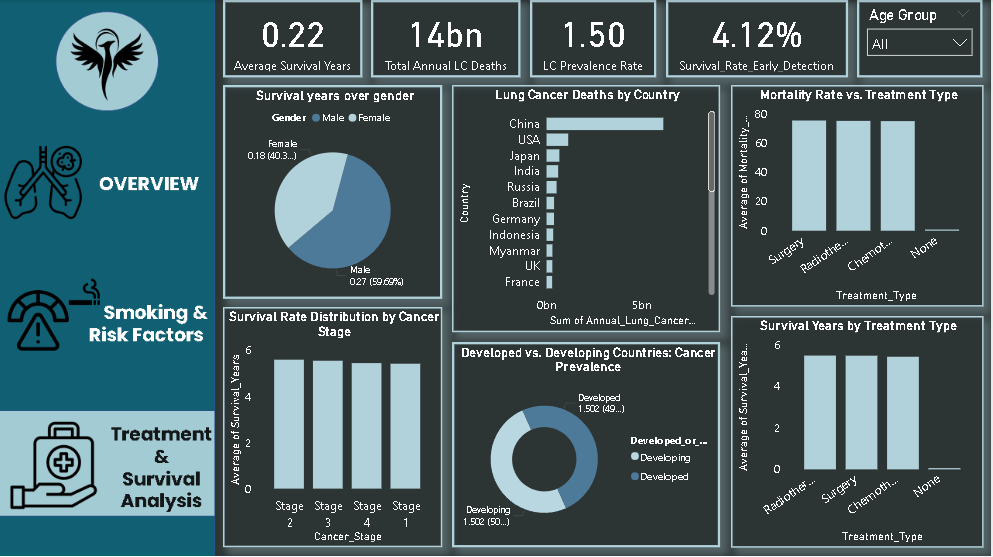 0.22
Average Survival Years
14bn
Total Annual LC Deaths
1.50
LC Prevalence Rate
4.12%
Survival_Rate_Early_Detection
Age Group
All
OVERVIEW
Smoking &
Risk Factors
Treatment
&
Survival
Analysis
Survival years over gender
Gender Male Female
Female
0.18 (40.3...)
Male
0.27 (59.69%)
Lung Cancer Deaths by Country
Country
China
USA
Japan
India
Russia
Brazil
Germany
Indonesia
Myanmar
UK
France
0bn 5bn
Sum of Annual_Lung_Cancer...
Mortality Rate vs. Treatment Type
Average of Mortality_...
80
60
40
20
0
Surgery Radiothe... Chemot... None
Treatment_Type
Survival Rate Distribution by Cancer
Stage
Average of Survival_Years
6
4
2
0
Stage Stage Stage Stage
2 3 4 1
Cancer_Stage
Developed vs. Developing Countries: Cancer
Prevalence
Developed
1.502 (49...)
Developing
1.502 (50...)
Developed_or_...
Developing
Developed
Survival Years by Treatment Type
Average of Survival_Yea...
6
4
2
0
Radiother... Surgery Chemoth... None
Treatment_Type